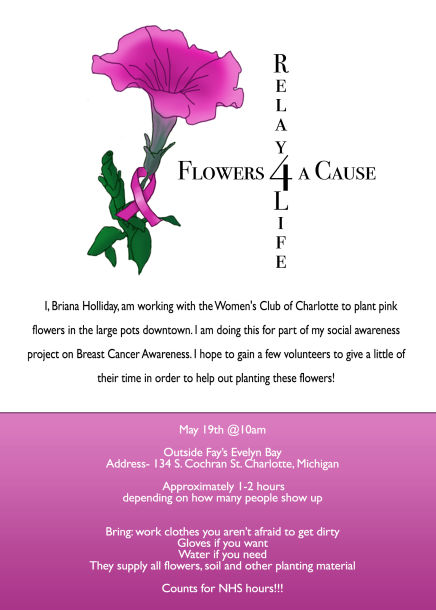 RELAY
FLOWERS 4 A CAUSE
LIFE
I, Briana Holliday, am working with the Women's Club of Charlotte to plant pink
flowers in the large pots downtown. I am doing this for part of my social awareness
project on Breast Cancer Awareness. I hope to gain a few volunteers to give a little of
their time in order to help out planting these flowers!
May 19th @10am
Outside Fay's Evelyn Bay
Address- 134 S. Cochran St. Charlotte, Michigan
Approximately 1-2 hours
depending on how many people show up
Bring: work clothes you aren't afraid to get dirty
Gloves if you want
Water if you need
They supply all flowers, soil and other planting material
Counts for NHS hours!!!